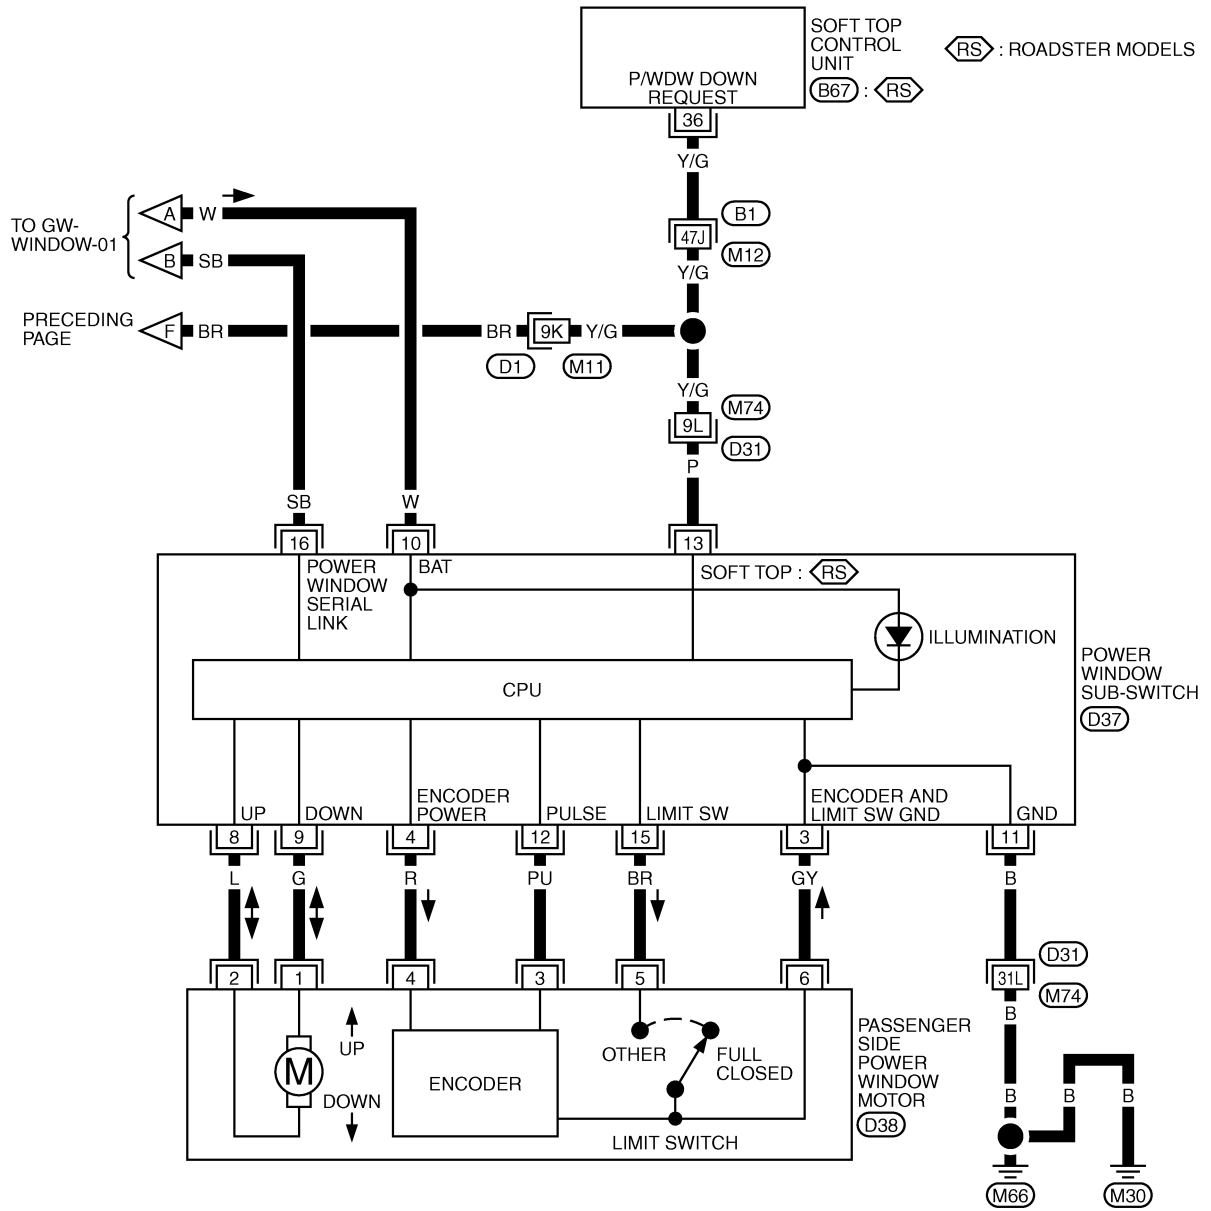 SOFT TOP
CONTROL
UNIT
B67 : RS
RS : ROADSTER MODELS
P/WDW DOWN
REQUEST
36
Y/G
B1
47J
M12
Y/G
TO GW-
WINDOW-01
A W
B SB
PRECEDING
PAGE
F BR
BR 9K Y/G
D1 M11
Y/G
M74
9L
D31
P
SB W
16 10 13
POWER
WINDOW
SERIAL
LINK
BAT
SOFT TOP : RS
ILLUMINATION
CPU
POWER
WINDOW
SUB-SWITCH
D37
UP
DOWN
ENCODER
POWER
PULSE
LIMIT SW
ENCODER AND
LIMIT SW GND
GND
8 9 4 12 15 3 11
L G R PU BR GY B
D31
2 1 4 3 5 6 31L
M74
B
M
UP
DOWN
ENCODER
OTHER
FULL
CLOSED
LIMIT SWITCH
PASSENGER
SIDE
POWER
WINDOW
MOTOR
D38
B B B
M66 M30